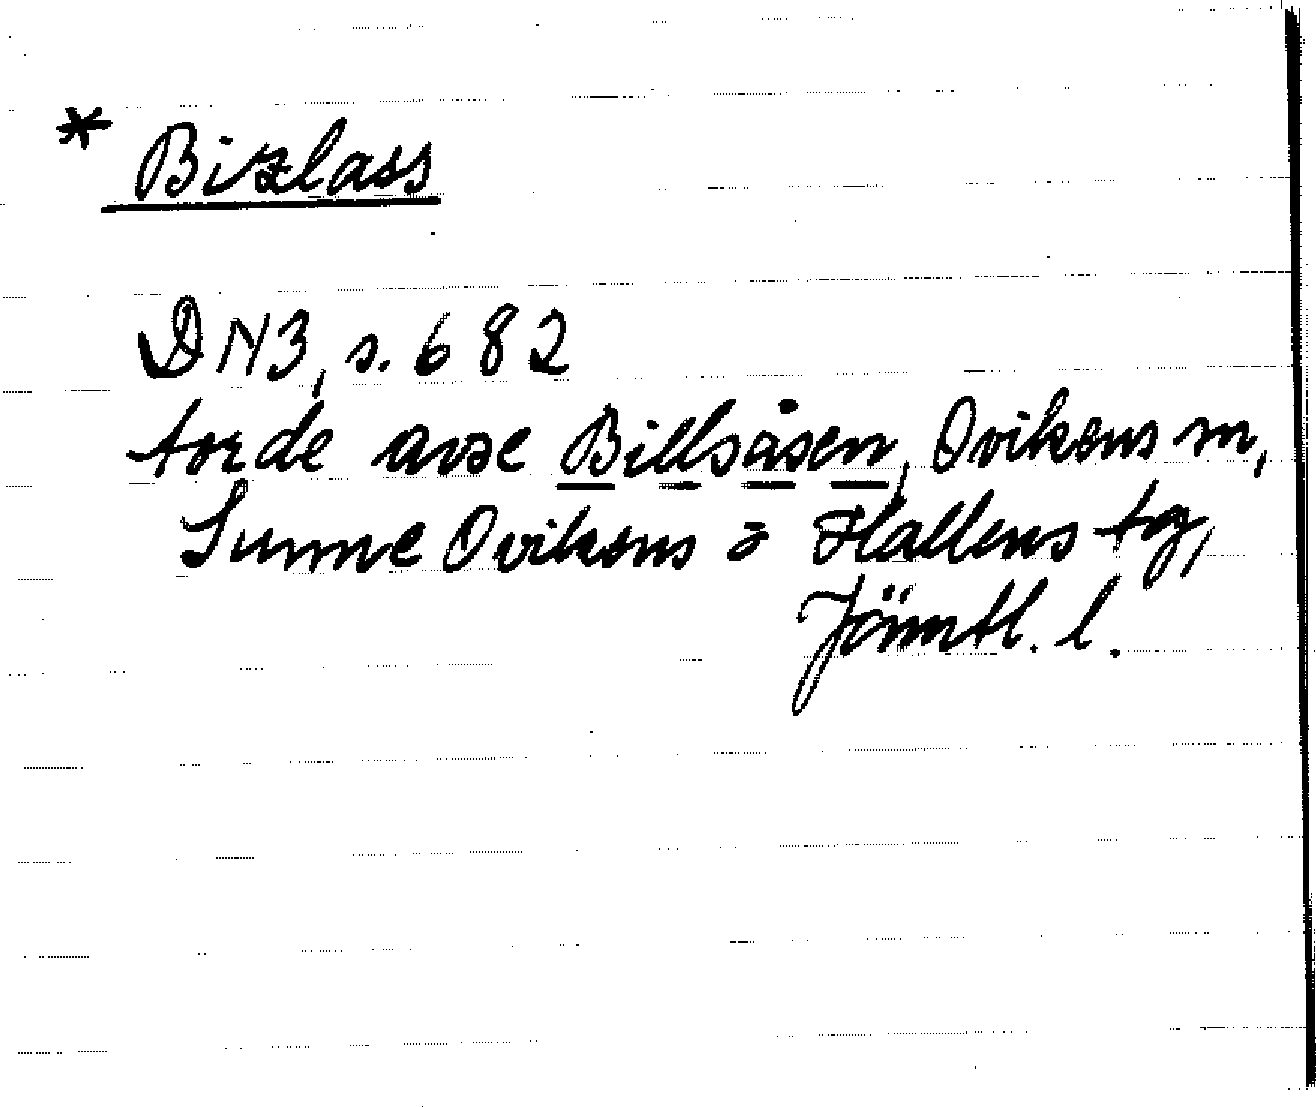 * Bizlass
DN3, s. 682
torde avse Billsåsen, Ovikens sn,
Sunne Ovikens o Hallens tg,
Jämtl. l.